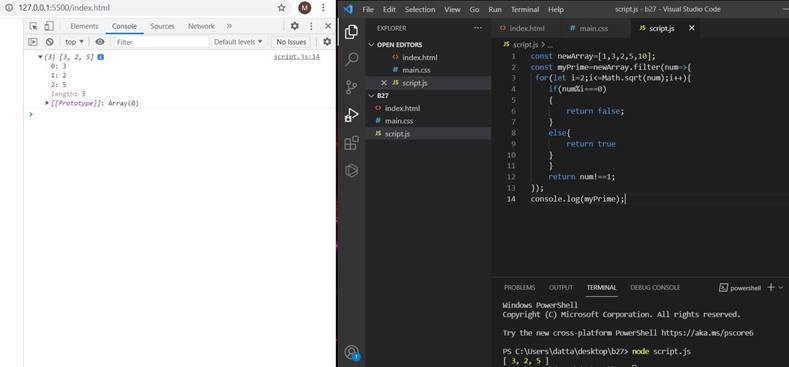 127.0.0.1:5500/index.html
M
Elements Console Sources Network
top Filter Default levels No Issues
(3) [3, 2, 5] script.js:14
0: 3
1: 2
2: 5
length: 3
[[Prototype]]: Array(0)
File Edit Selection View Go Run Terminal Help script.js - b27 - Visual Studio Code
EXPLORER
OPEN EDITORS
index.html
main.css
script.js
B27
index.html
main.css
script.js
1
index.html main.css script.js
script.js > ...
1 const newArray=[1,3,2,5,10];
2 const myPrime=newArray.filter(num=>{
3 for(let i=2;i<=Math.sqrt(num);i++){
4 if(num%i===0)
5 {
6 return false;
7 }
8 else{
9 return true
10 }
11 }
12 return num!==1;
13 });
14 console.log(myPrime);
PROBLEMS OUTPUT TERMINAL DEBUG CONSOLE powershell
Windows PowerShell
Copyright (C) Microsoft Corporation. All rights reserved.
Try the new cross-platform PowerShell https://aka.ms/pscore6
PS C:\Users\datta\desktop\b27> node script.js
[ 3, 2, 5 ]